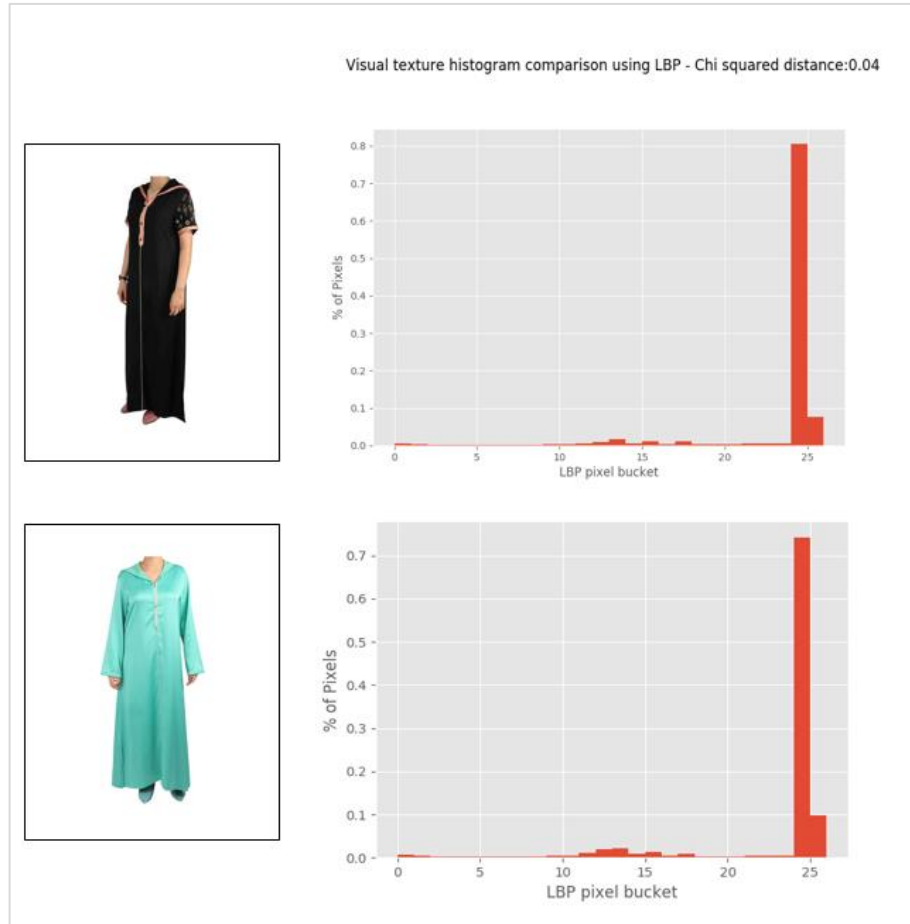 Visual texture histogram comparison using LBP - Chi squared distance:0.04
0.8
0.7
0.6
0.5
0.4
0.3
0.2
0.1
0.0
% of Pixels
0 5 10 15 20 25
LBP pixel bucket
0.7
0.6
0.5
0.4
0.3
0.2
0.1
0.0
% of Pixels
0 5 10 15 20 25
LBP pixel bucket